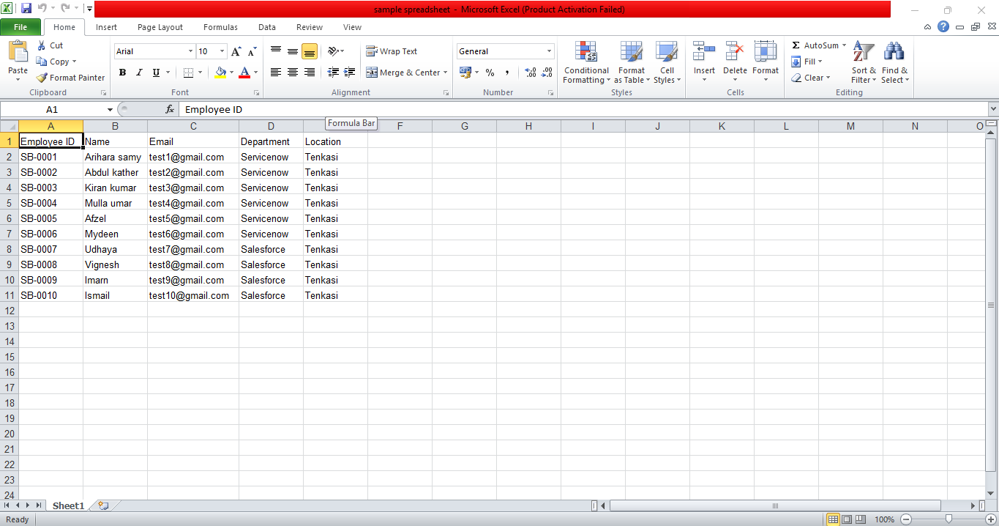 sample spreadsheet - Microsoft Excel (Product Activation Failed)
File Home Insert Page Layout Formulas Data Review View
Paste
Cut
Copy
Format Painter
Clipboard
Arial 10
B I U
Font
Wrap Text
Merge & Center
Alignment
General
Number
Conditional Formatting
Format as Table
Cell Styles
Styles
Insert Delete Format
Cells
AutoSum
Fill
Clear
Sort & Filter
Find & Select
Editing
A1 fx Employee ID
Formula Bar
A B C D F G H I J K L M N O
1 Employee ID Name Email Department Location
2 SB-0001 Arihara samy test1@gmail.com Servicenow Tenkasi
3 SB-0002 Abdul kather test2@gmail.com Servicenow Tenkasi
4 SB-0003 Kiran kumar test3@gmail.com Servicenow Tenkasi
5 SB-0004 Mulla umar test4@gmail.com Servicenow Tenkasi
6 SB-0005 Afzel test5@gmail.com Servicenow Tenkasi
7 SB-0006 Mydeen test6@gmail.com Servicenow Tenkasi
8 SB-0007 Udhaya test7@gmail.com Salesforce Tenkasi
9 SB-0008 Vignesh test8@gmail.com Salesforce Tenkasi
10 SB-0009 Imarn test9@gmail.com Salesforce Tenkasi
11 SB-0010 Ismail test10@gmail.com Salesforce Tenkasi
12
13
14
15
16
17
18
19
20
21
22
23
24
Sheet1
Ready 100%